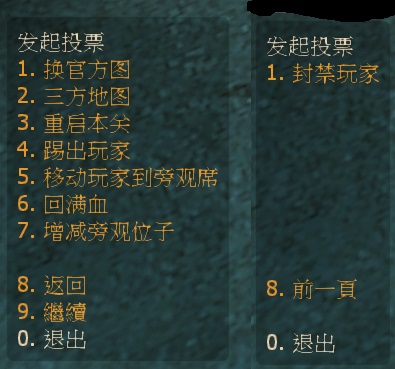 发起投票
1. 换官方图
2. 三方地图
3. 重启本关
4. 踢出玩家
5. 移动玩家到旁观席
6. 回满血
7. 增减旁观位子
8. 返回
9. 繼續
0. 退出
发起投票
1. 封禁玩家
8. 前一頁
0. 退出